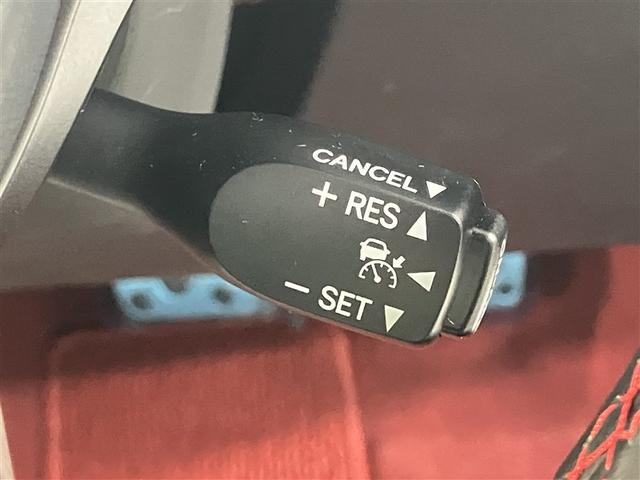 CANCEL ▼
+ RES ▲
◀
- SET ▼